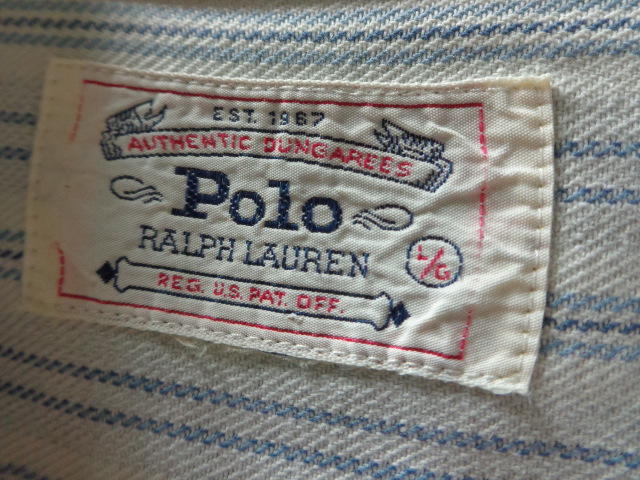 EST. 1967
AUTHENTIC DUNGAREES
Polo
RALPH LAUREN
L/G
REG. U.S. PAT. OFF.